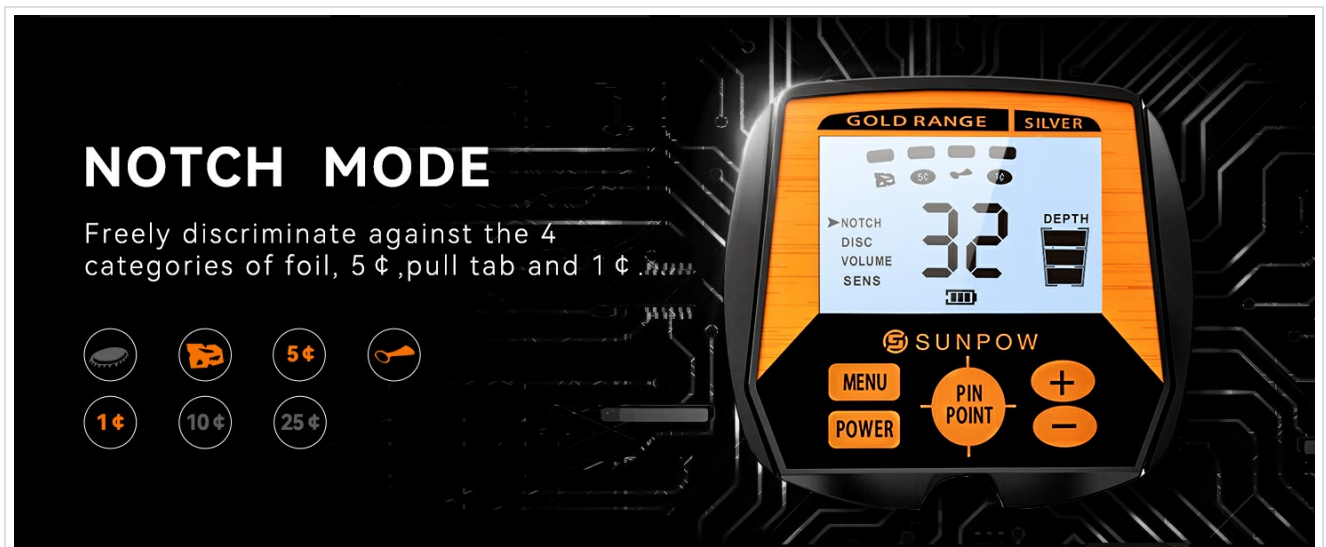 NOTCH MODE
Freely discriminate against the 4
categories of foil, 5 ¢ ,pull tab and 1 ¢ .....
5¢
1¢ 10¢ 25¢
GOLD RANGE SILVER
5¢ 1¢
NOTCH
DISC
VOLUME
SENS
32
DEPTH
SUNPOW
MENU
POWER
PIN
POINT
+
−